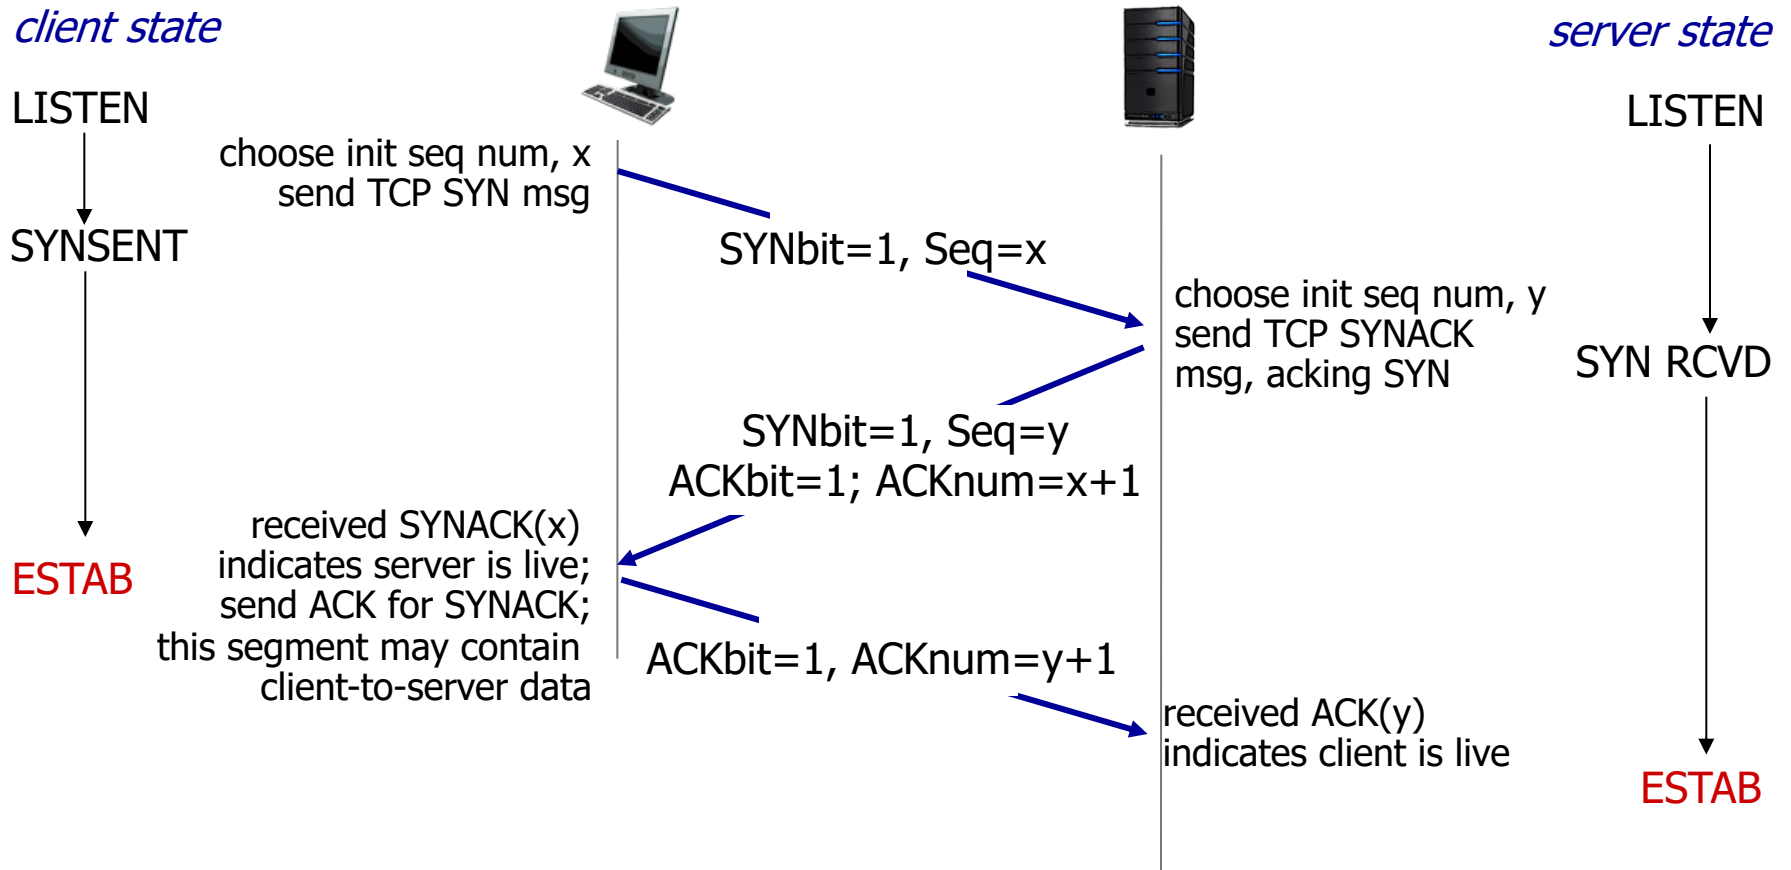 client state
server state
LISTEN
LISTEN
choose init seq num, x
send TCP SYN msg
SYNSENT
SYNbit=1, Seq=x
choose init seq num, y
send TCP SYNACK
msg, acking SYN
SYN RCVD
SYNbit=1, Seq=y
ACKbit=1; ACKnum=x+1
received SYNACK(x)
indicates server is live;
send ACK for SYNACK;
this segment may contain
client-to-server data
ESTAB
ACKbit=1, ACKnum=y+1
received ACK(y)
indicates client is live
ESTAB